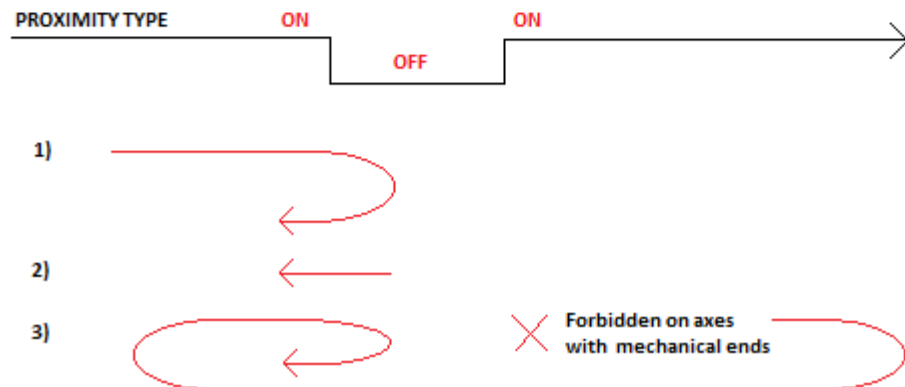 PROXIMITY TYPE ON ON
OFF
1)
2)
3)
Forbidden on axes
with mechanical ends